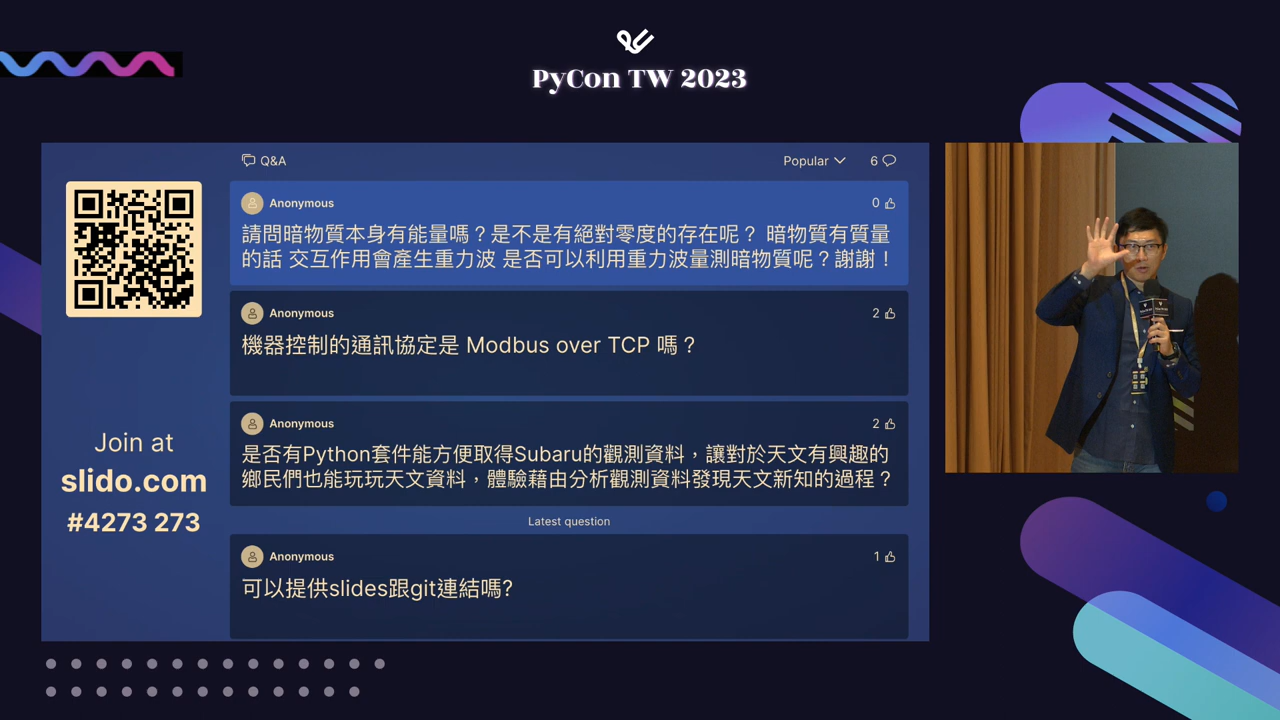 PyCon TW 2023
Q&A
Popular
6
Anonymous
0
請問暗物質本身有能量嗎？是不是有絕對零度的存在呢？ 暗物質有質量
的話 交互作用會產生重力波 是否可以利用重力波量測暗物質呢？謝謝！
Anonymous
2
機器控制的通訊協定是 Modbus over TCP 嗎？
Anonymous
2
是否有Python套件能方便取得Subaru的觀測資料，讓對於天文有興趣的
鄉民們也能玩玩天文資料，體驗藉由分析觀測資料發現天文新知的過程？
Latest question
Anonymous
1
可以提供slides跟git連結嗎?
Join at
slido.com
#4273 273